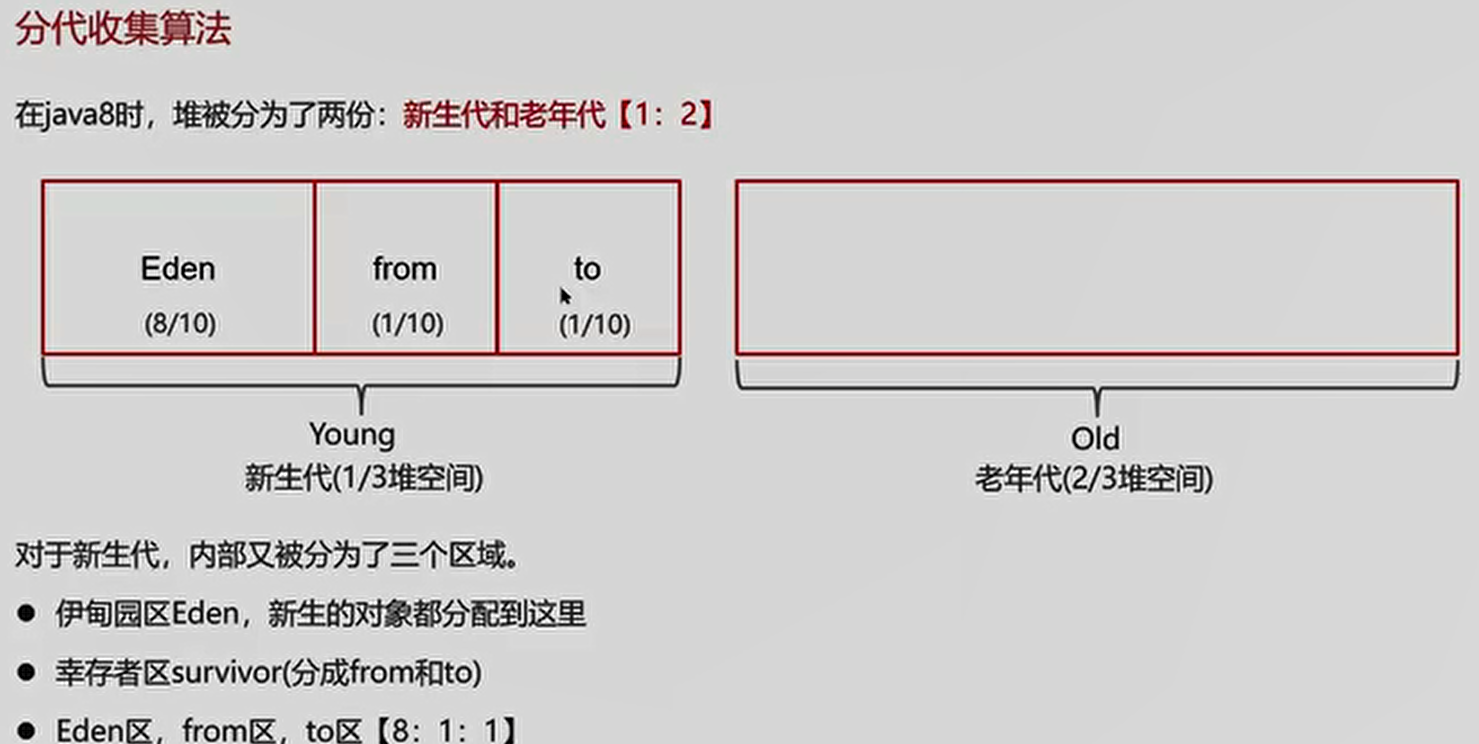 分代收集算法
在java8时，堆被分为了两份：新生代和老年代【1：2】
Eden
from
to
(8/10)
(1/10)
(1/10)
Young
新生代(1/3堆空间)
Old
老年代(2/3堆空间)
对于新生代，内部又被分为了三个区域。
● 伊甸园区Eden，新生的对象都分配到这里
● 幸存者区survivor(分成from和to)
● Eden区，from区，to区【8：1：1】